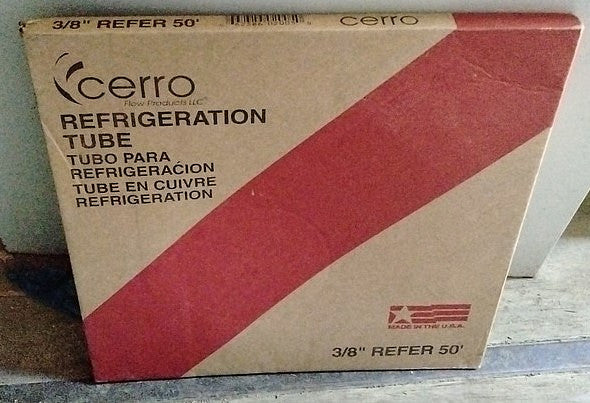 3/8" REFER 50'
cerro
cerro
Flow Products LLC
REFRIGERATION
TUBE
TUBO PARA
REFRIGERACION
TUBE EN CUIVRE
REFRIGERATION
MADE IN THE U.S.A.
3/8" REFER 50'